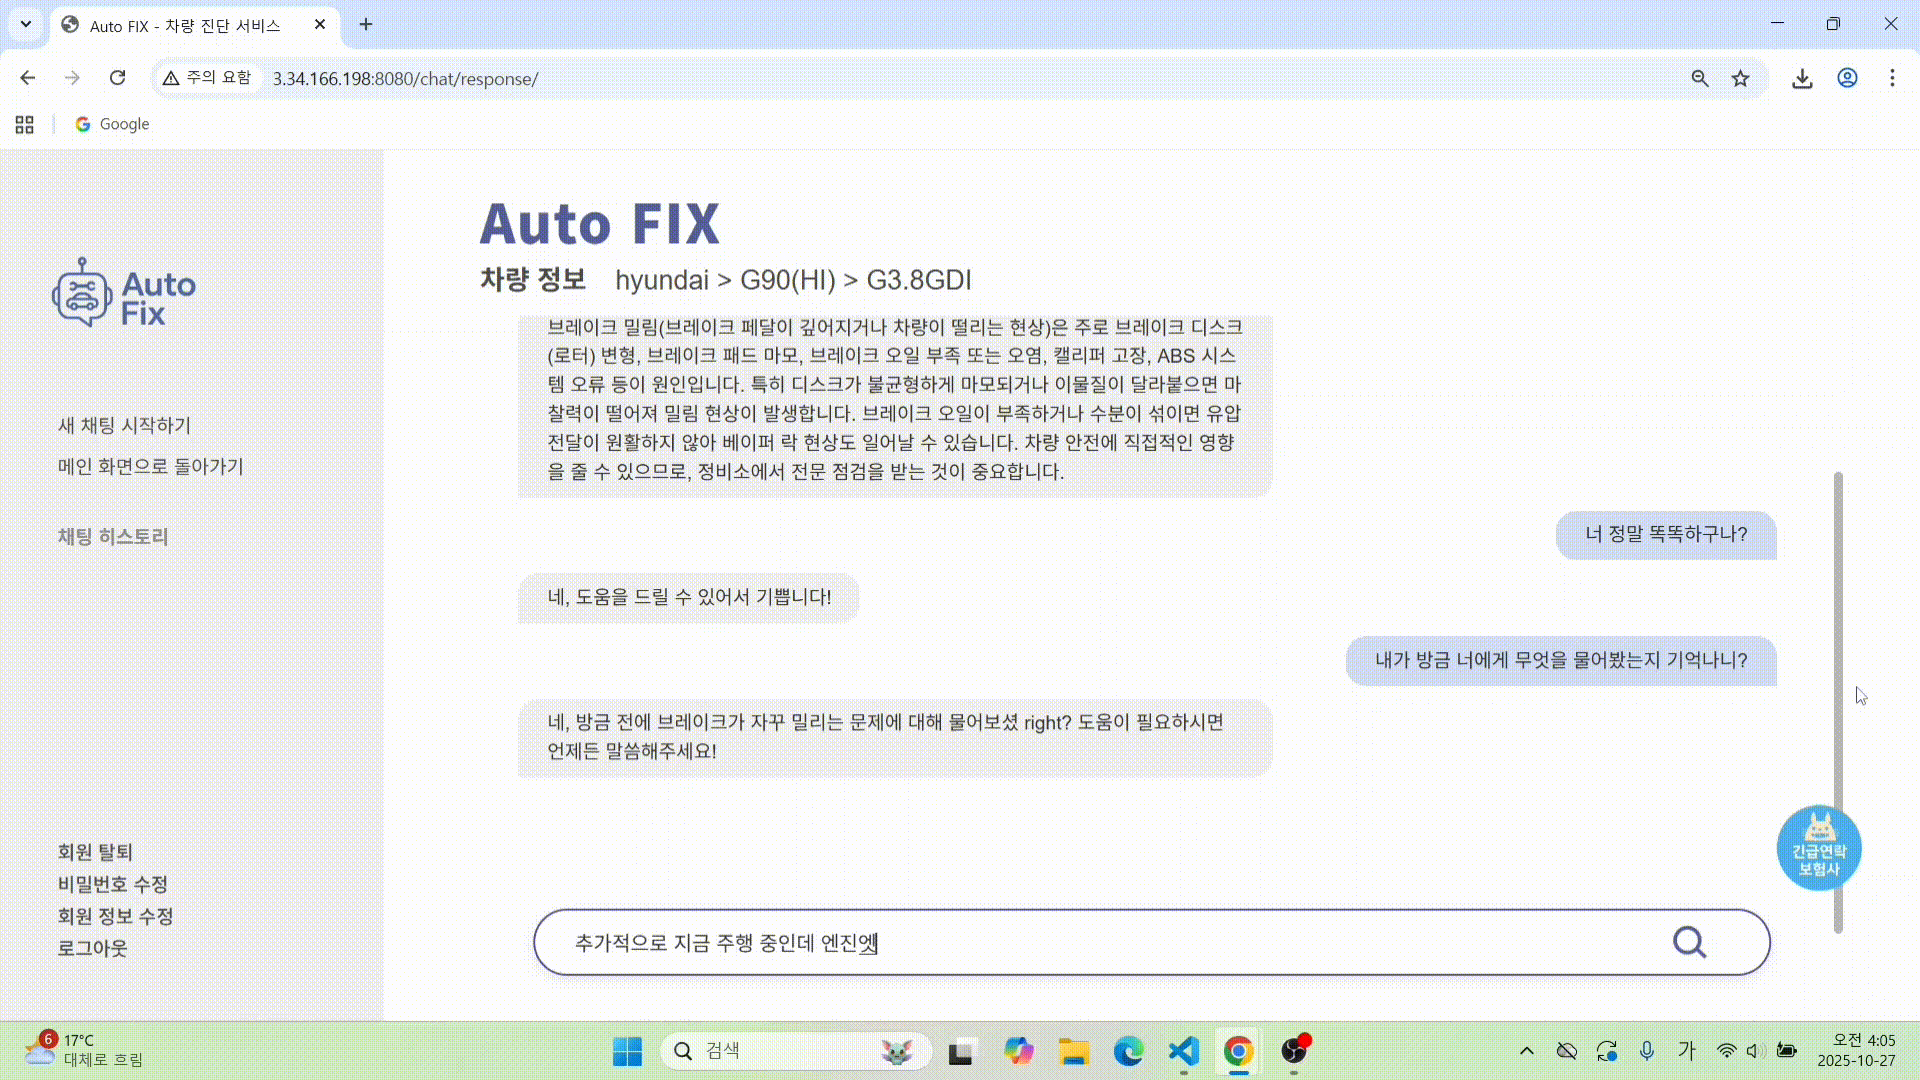 Auto FIX - 차량 진단 서비스
주의 요함
3.34.166.198:8080/chat/response/
Google
Auto
Fix
새 채팅 시작하기
메인 화면으로 돌아가기
채팅 히스토리
회원 탈퇴
비밀번호 수정
회원 정보 수정
로그아웃
Auto FIX
차량 정보 hyundai > G90(HI) > G3.8GDI
브레이크 밀림(브레이크 페달이 깊어지거나 차량이 떨리는 현상)은 주로 브레이크 디스크
(로터) 변형, 브레이크 패드 마모, 브레이크 오일 부족 또는 오염, 캘리퍼 고장, ABS 시스
템 오류 등이 원인입니다. 특히 디스크가 불균형하게 마모되거나 이물질이 달라붙으면 마
찰력이 떨어져 밀림 현상이 발생합니다. 브레이크 오일이 부족하거나 수분이 섞이면 유압
전달이 원활하지 않아 베이퍼 락 현상도 일어날 수 있습니다. 차량 안전에 직접적인 영향
을 줄 수 있으므로, 정비소에서 전문 점검을 받는 것이 중요합니다.
너 정말 똑똑하구나?
네, 도움을 드릴 수 있어서 기쁩니다!
내가 방금 너에게 무엇을 물어봤는지 기억나니?
네, 방금 전에 브레이크가 자꾸 밀리는 문제에 대해 물어보셨 right? 도움이 필요하시면
언제든 말씀해주세요!
긴급연락
보험사
추가적으로 지금 주행 중인데 엔진엣
6
17°C
대체로 흐림
검색
가
오전 4:05
2025-10-27